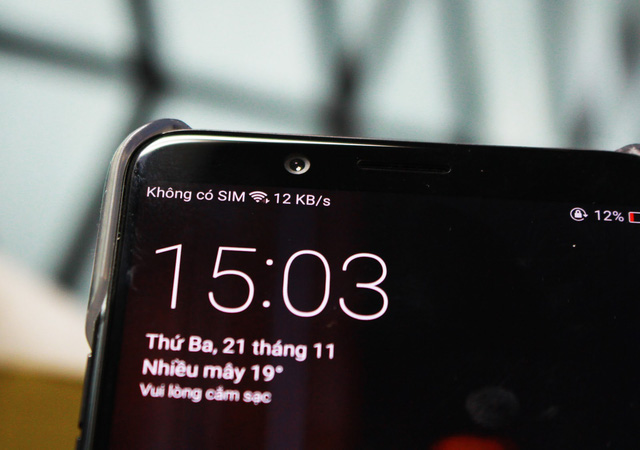 Không có SIM 12 KB/s
12%
15:03
Thứ Ba, 21 tháng 11
Nhiều mây 19°
Vui lòng cắm sạc